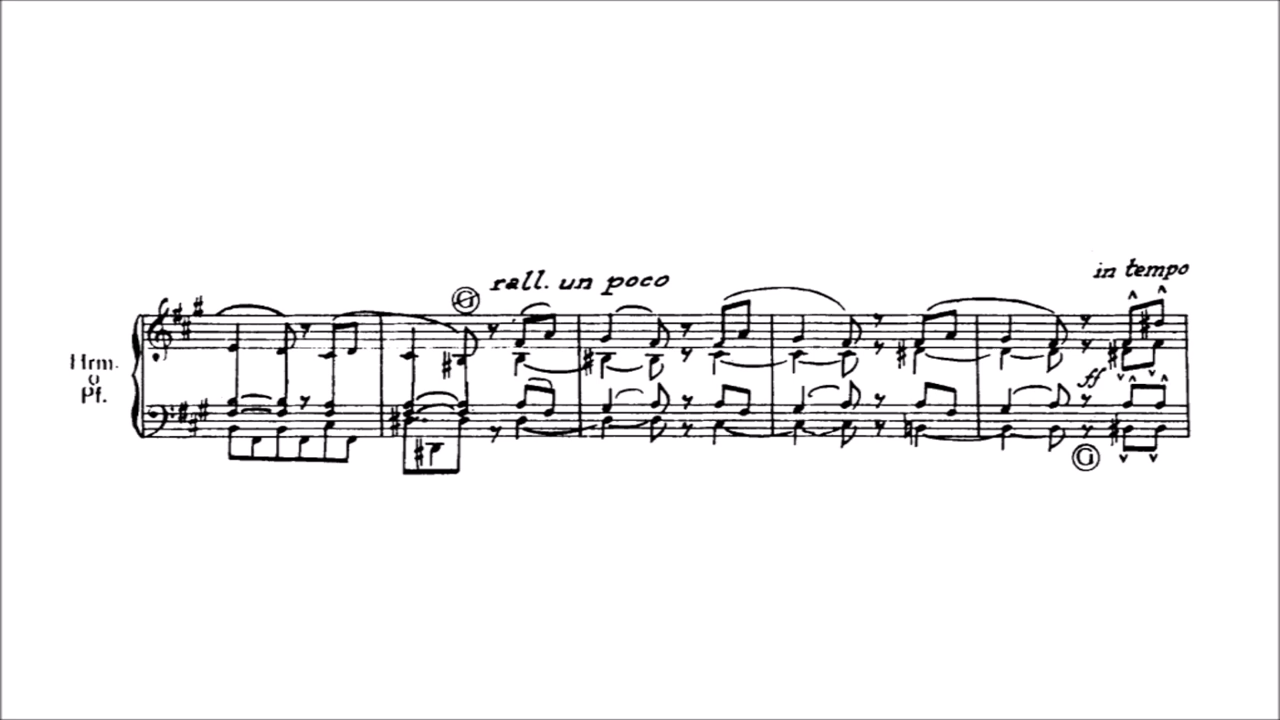 rall. un poco
in tempo
G
Hrm.
o
Pf.
ff
G